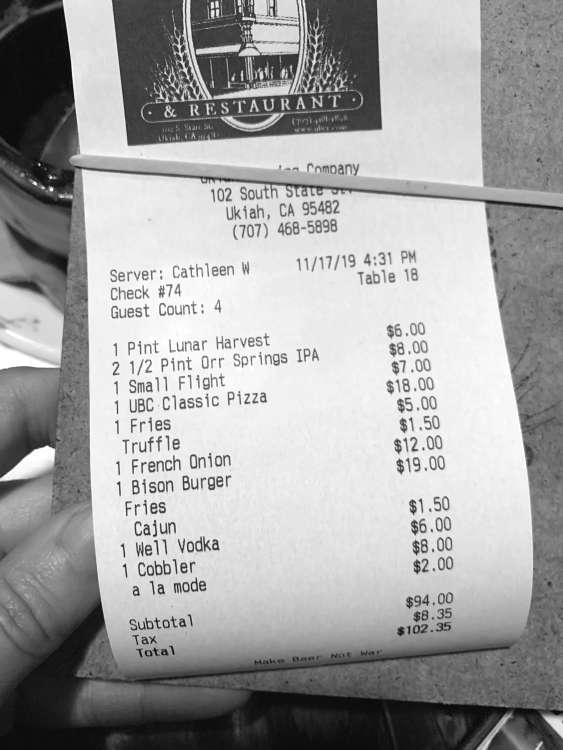 & RESTAURANT
102 S. State St.
Ukiah, CA 95482
(707) 468-5898
Company
102 South State
Ukiah, CA 95482
(707) 468-5898
Server: Cathleen W 11/17/19 4:31 PM
Check #74 Table 18
Guest Count: 4
1 Pint Lunar Harvest $6.00
2 1/2 Pint Orr Springs IPA $8.00
1 Small Flight $7.00
1 UBC Classic Pizza $18.00
1 Fries $5.00
Truffle $1.50
1 French Onion $12.00
1 Bison Burger $19.00
Fries
Cajun $1.50
1 Well Vodka $6.00
1 Cobbler $8.00
a la mode $2.00
Subtotal $94.00
Tax $8.35
Total $102.35
Make Beer Not War